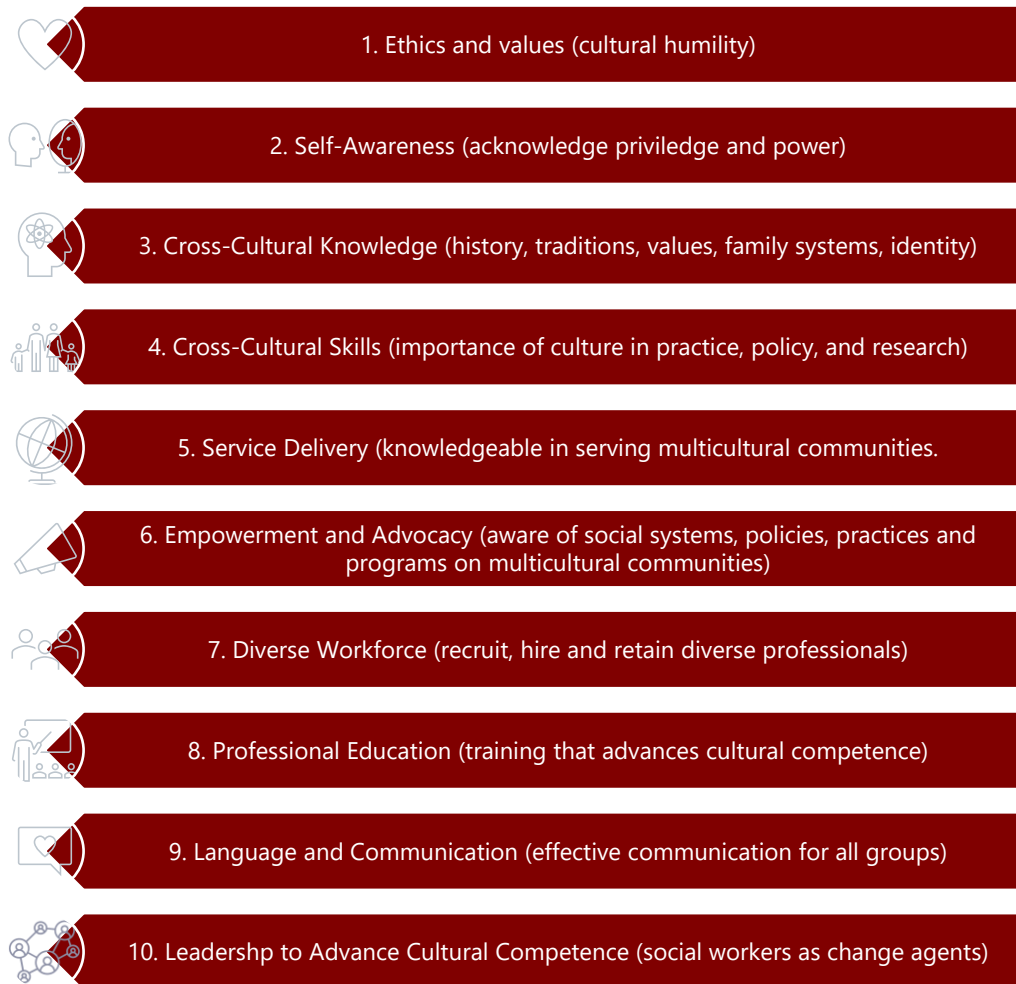 1. Ethics and values (cultural humility)
2. Self-Awareness (acknowledge priviledge and power)
3. Cross-Cultural Knowledge (history, traditions, values, family systems, identity)
4. Cross-Cultural Skills (importance of culture in practice, policy, and research)
5. Service Delivery (knowledgeable in serving multicultural communities.
6. Empowerment and Advocacy (aware of social systems, policies, practices and
programs on multicultural communities)
7. Diverse Workforce (recruit, hire and retain diverse professionals)
8. Professional Education (training that advances cultural competence)
9. Language and Communication (effective communication for all groups)
10. Leadershp to Advance Cultural Competence (social workers as change agents)